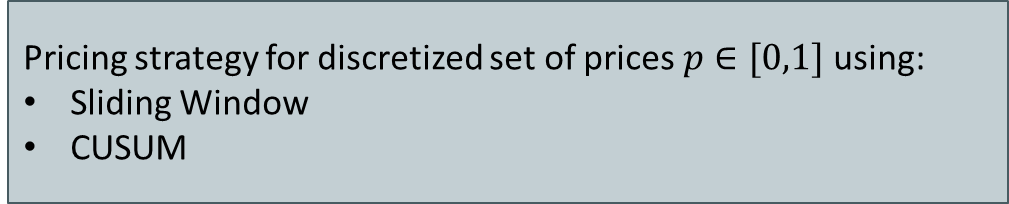 Pricing strategy for discretized set of prices 𝑝 ∈ [0,1] using:
• Sliding Window
• CUSUM